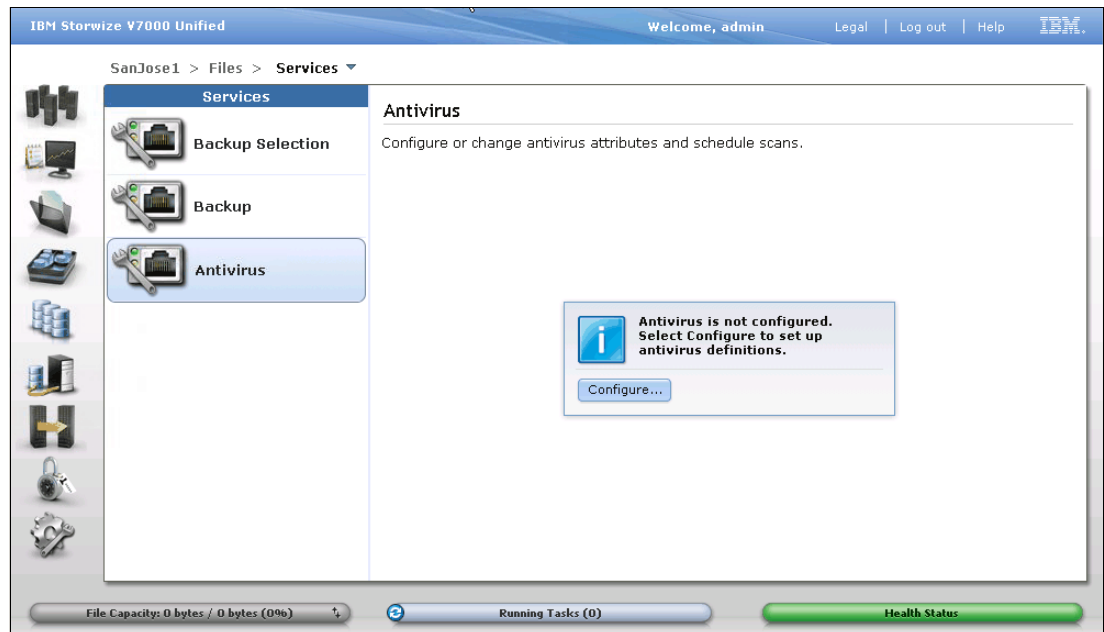 IBM Storwize V7000 Unified
Welcome, admin
Legal | Log out | Help
IBM.
SanJose1 > Files > Services
Services
Backup Selection
Backup
Antivirus
Antivirus
Configure or change antivirus attributes and schedule scans.
Antivirus is not configured.
Select Configure to set up
antivirus definitions.
Configure...
File Capacity: 0 bytes / 0 bytes (0%)
Running Tasks (0)
Health Status